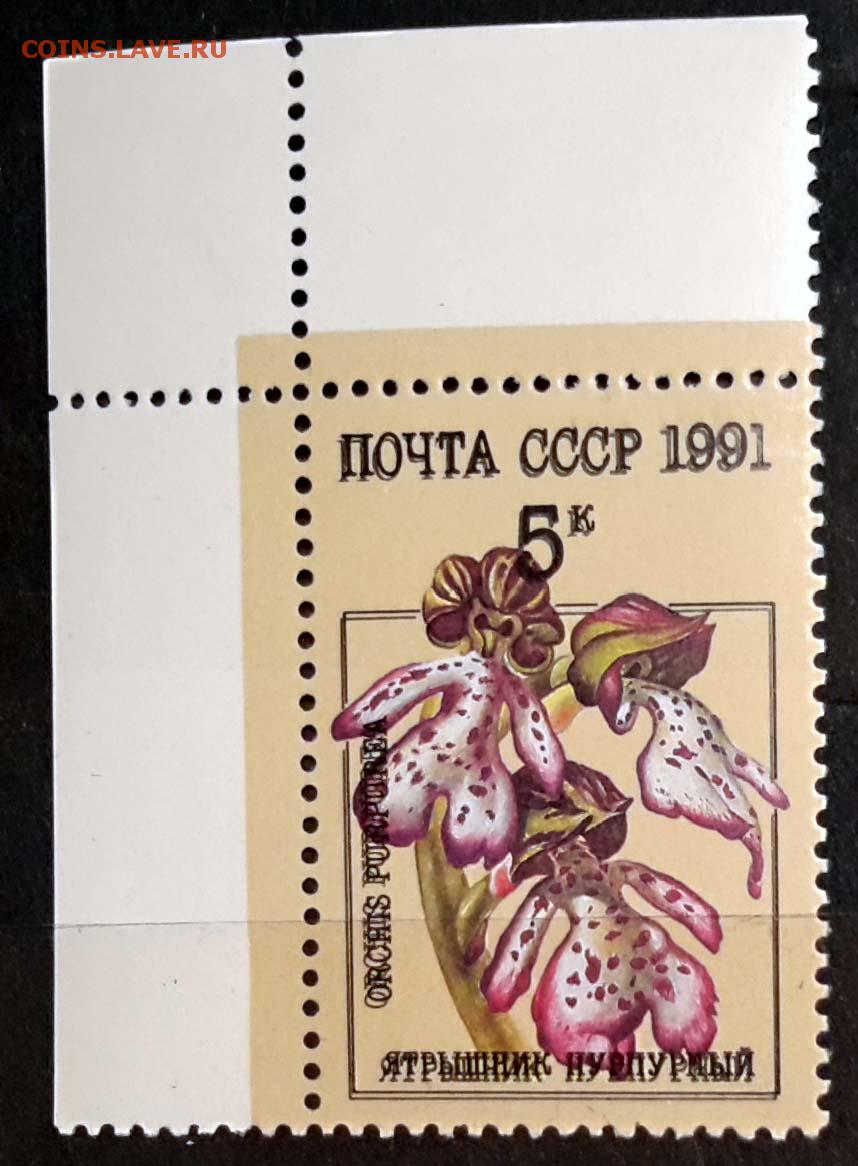 COINS.LAVE.RU
ПОЧТА СССР 1991
5к
ORCHIS PURPUREA
ЯТРЫШНИК ПУРПУРНЫЙ